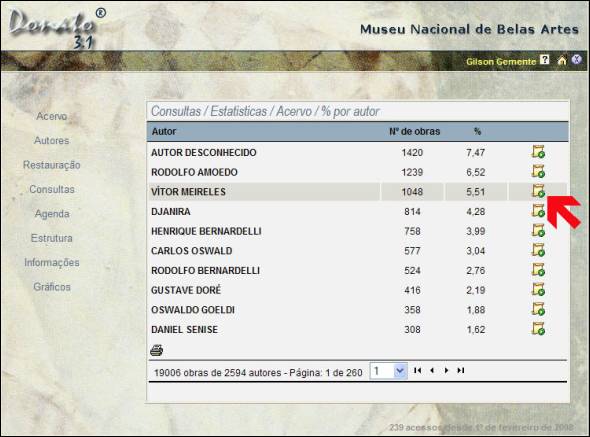 Donato ®
3.1
Museu Nacional de Belas Artes
Gilson Gemente ?
Acervo
Autores
Restauração
Consultas
Agenda
Estrutura
Informações
Gráficos
Consultas / Estatisticas / Acervo / % por autor
Autor Nº de obras %
AUTOR DESCONHECIDO 1420 7,47
RODOLFO AMOEDO 1239 6,52
VÍTOR MEIRELES 1048 5,51
DJANIRA 814 4,28
HENRIQUE BERNARDELLI 758 3,99
CARLOS OSWALD 577 3,04
RODOLFO BERNARDELLI 524 2,76
GUSTAVE DORÉ 416 2,19
OSWALDO GOELDI 358 1,88
DANIEL SENISE 308 1,62
19006 obras de 2594 autores - Página: 1 de 260 1
239 acessos desde 1º de fevereiro de 2008